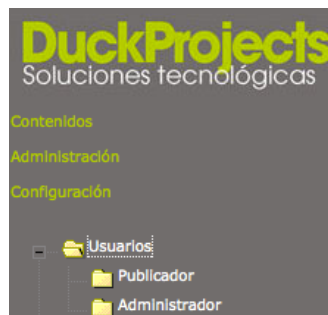 DuckProjects
Soluciones tecnológicas
Contenidos
Administración
Configuración
Usuarios
Publicador
Administrador